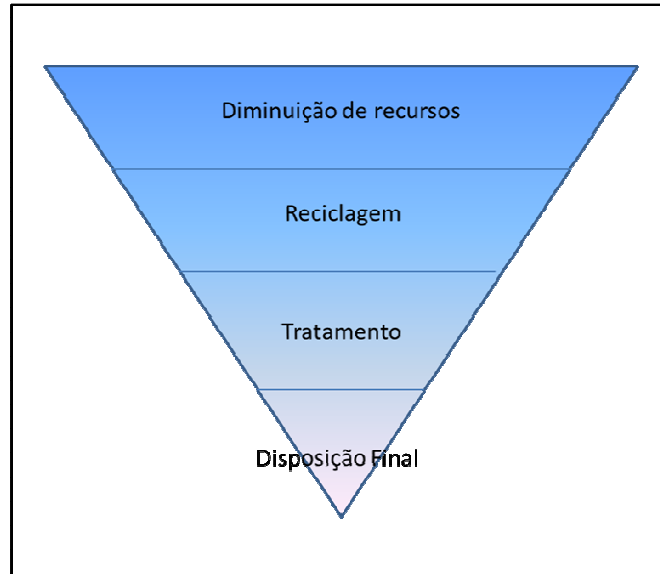 Diminuição de recursos
Reciclagem
Tratamento
Disposição Final